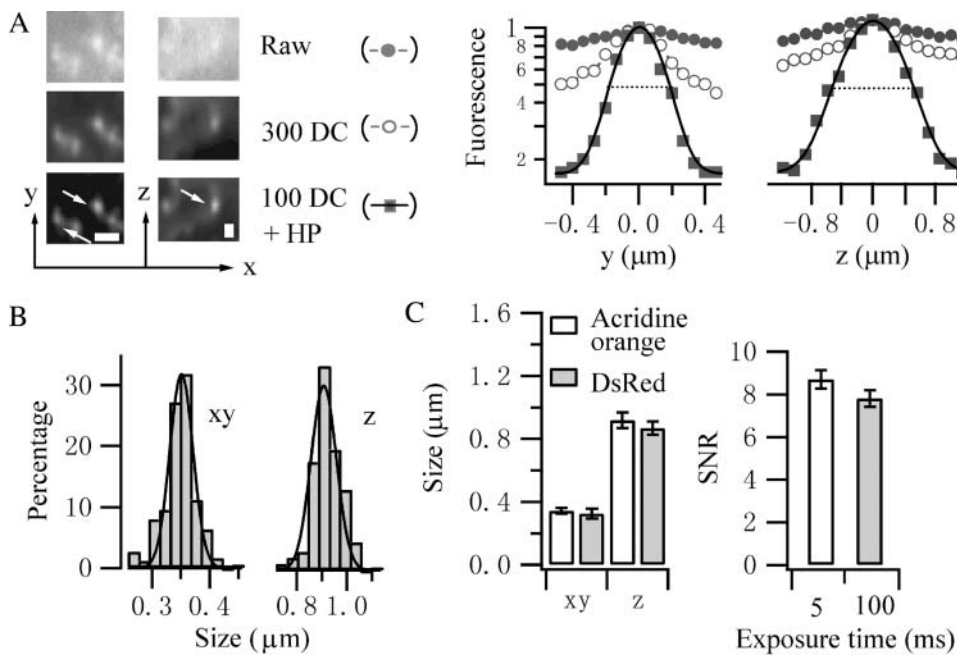 A
Raw
300 DC
100 DC
+ HP
y
z
x
Fuorescence
1
8
6
4
2
-0.4
0.0
0.4
y (μm)
-0.8
0
0.8
z (μm)
B
Percentage
30
20
10
0
xy
z
0.3
0.4
0.8
1.0
Size (μm)
C
Size (μm)
1.6
1.2
0.8
0.4
0.0
Acridine
orange
DsRed
xy
z
SNR
10
8
6
4
2
0
5
100
Exposure time (ms)